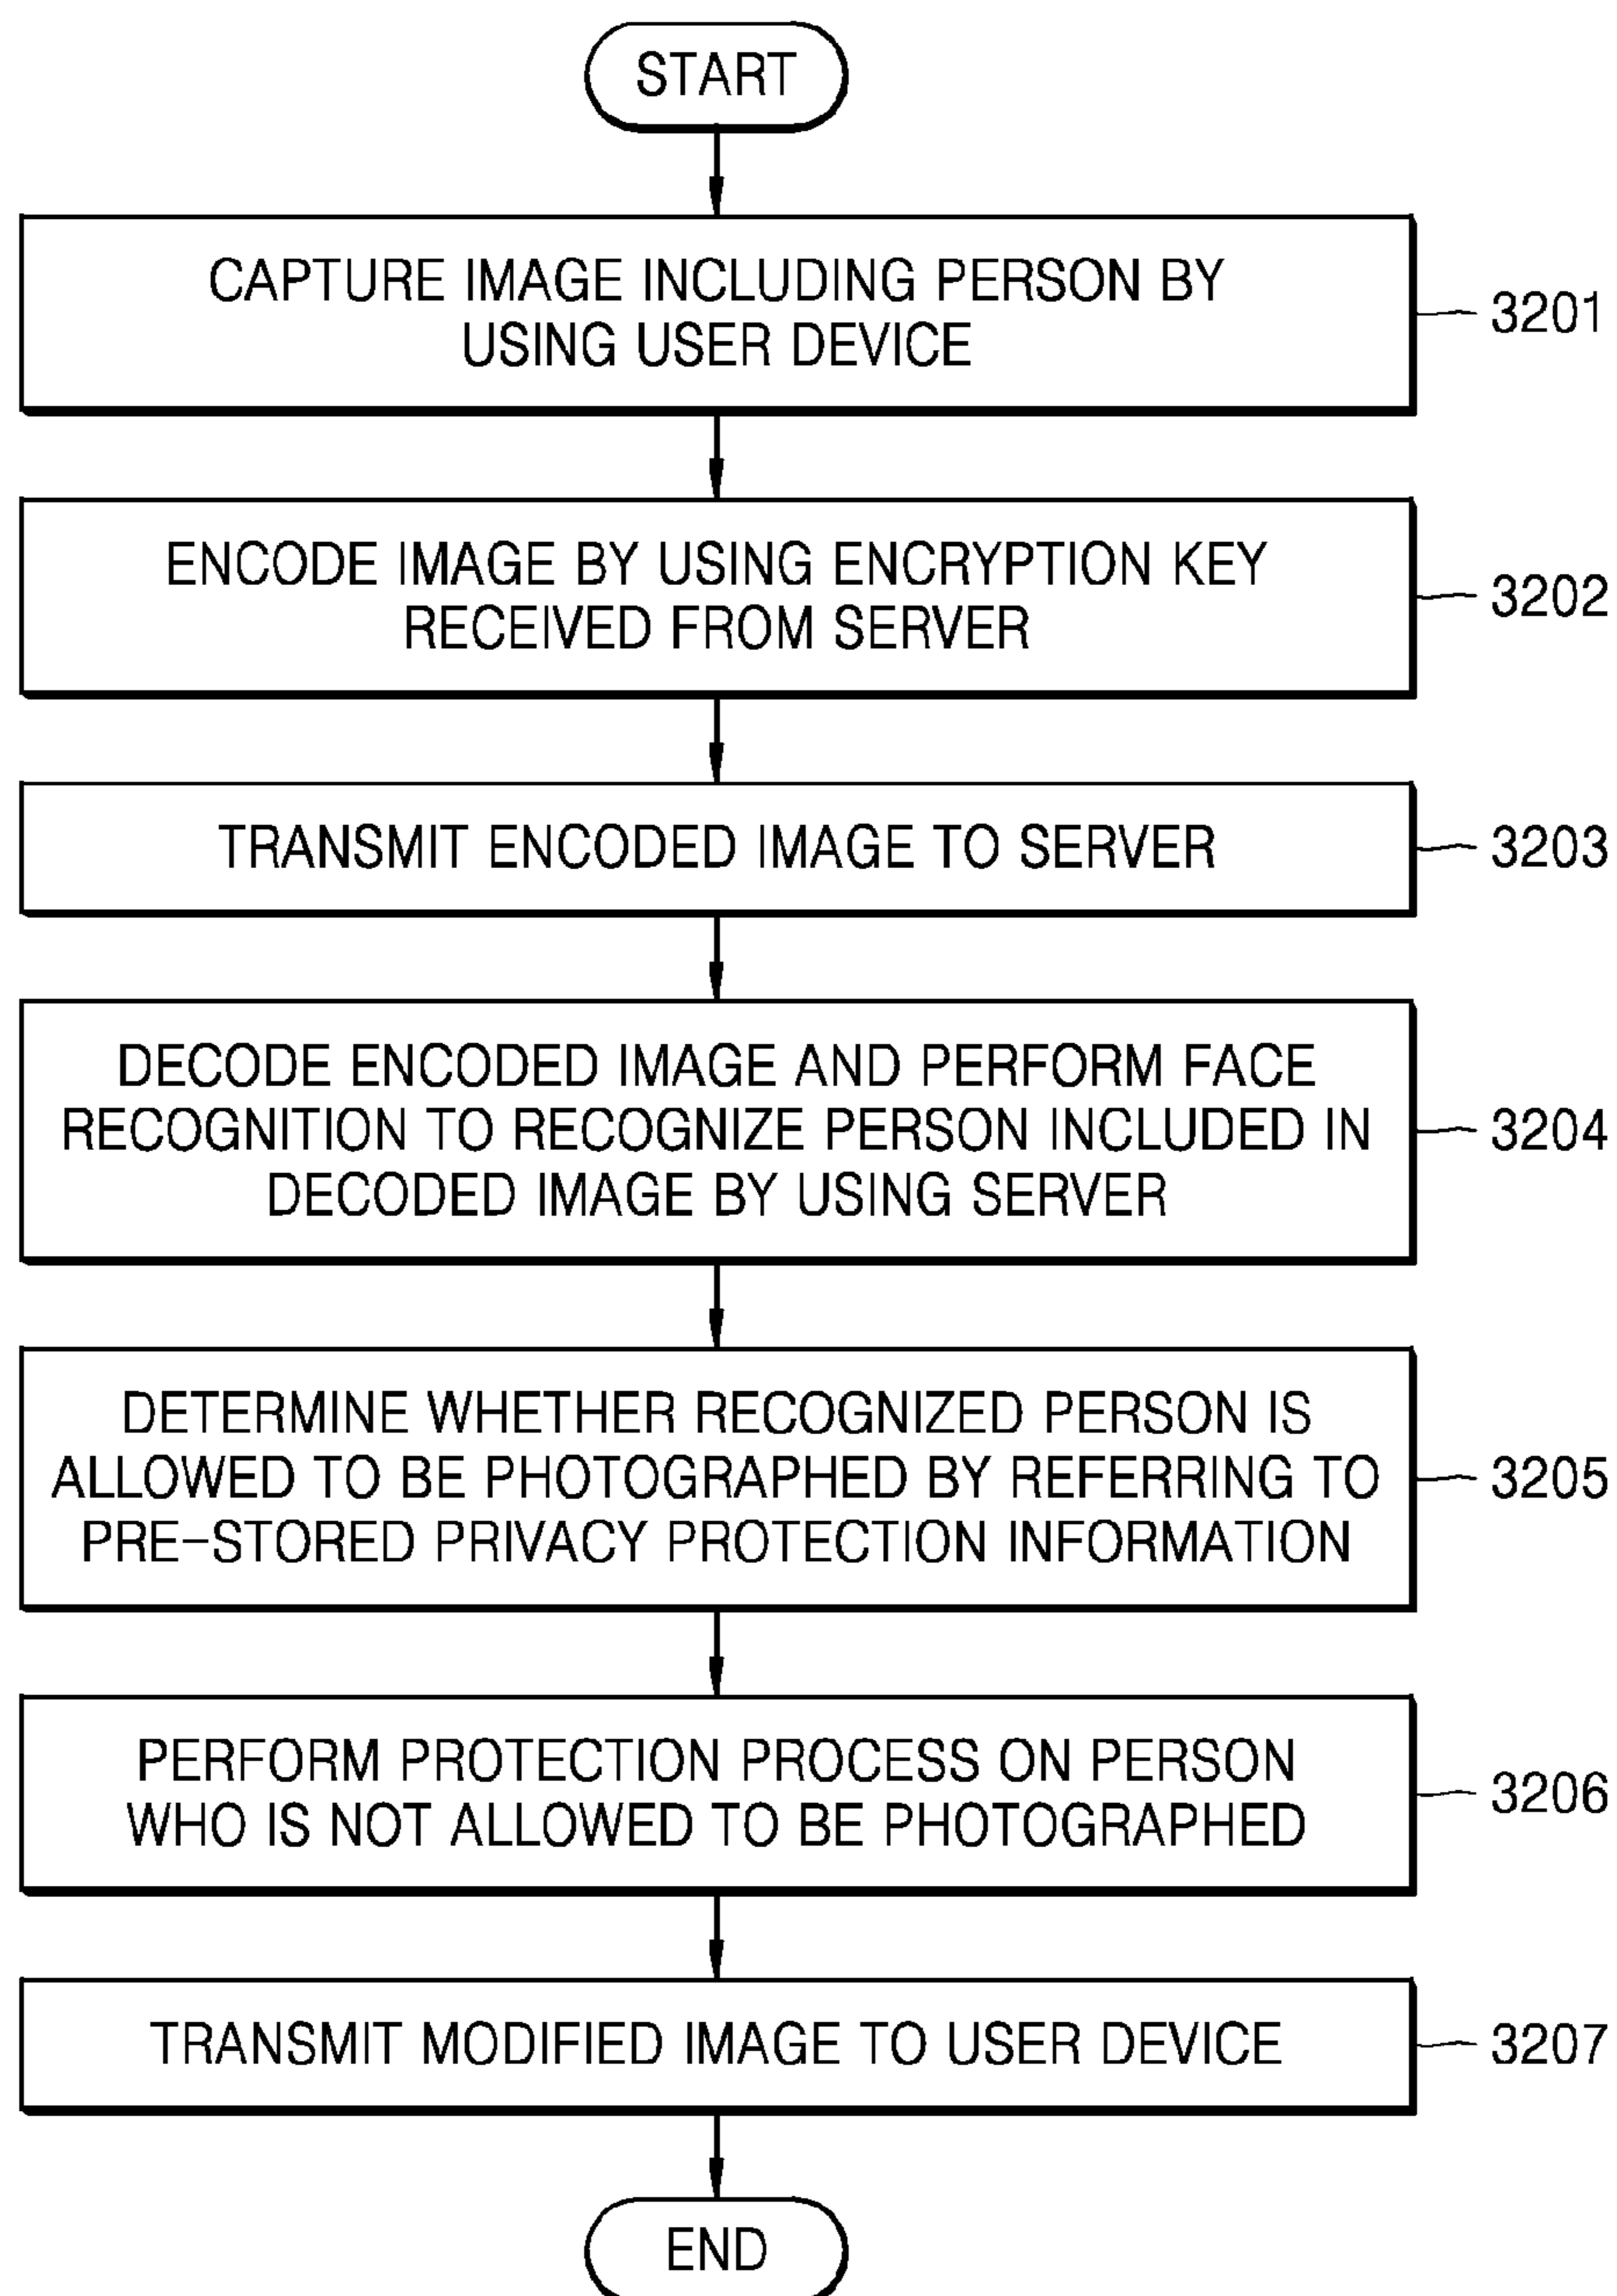 START
CAPTURE IMAGE INCLUDING PERSON BY
USING USER DEVICE
3201
ENCODE IMAGE BY USING ENCRYPTION KEY
RECEIVED FROM SERVER
3202
TRANSMIT ENCODED IMAGE TO SERVER
3203
DECODE ENCODED IMAGE AND PERFORM FACE
RECOGNITION TO RECOGNIZE PERSON INCLUDED IN
DECODED IMAGE BY USING SERVER
3204
DETERMINE WHETHER RECOGNIZED PERSON IS
ALLOWED TO BE PHOTOGRAPHED BY REFERRING TO
PRE-STORED PRIVACY PROTECTION INFORMATION
3205
PERFORM PROTECTION PROCESS ON PERSON
WHO IS NOT ALLOWED TO BE PHOTOGRAPHED
3206
TRANSMIT MODIFIED IMAGE TO USER DEVICE
3207
END